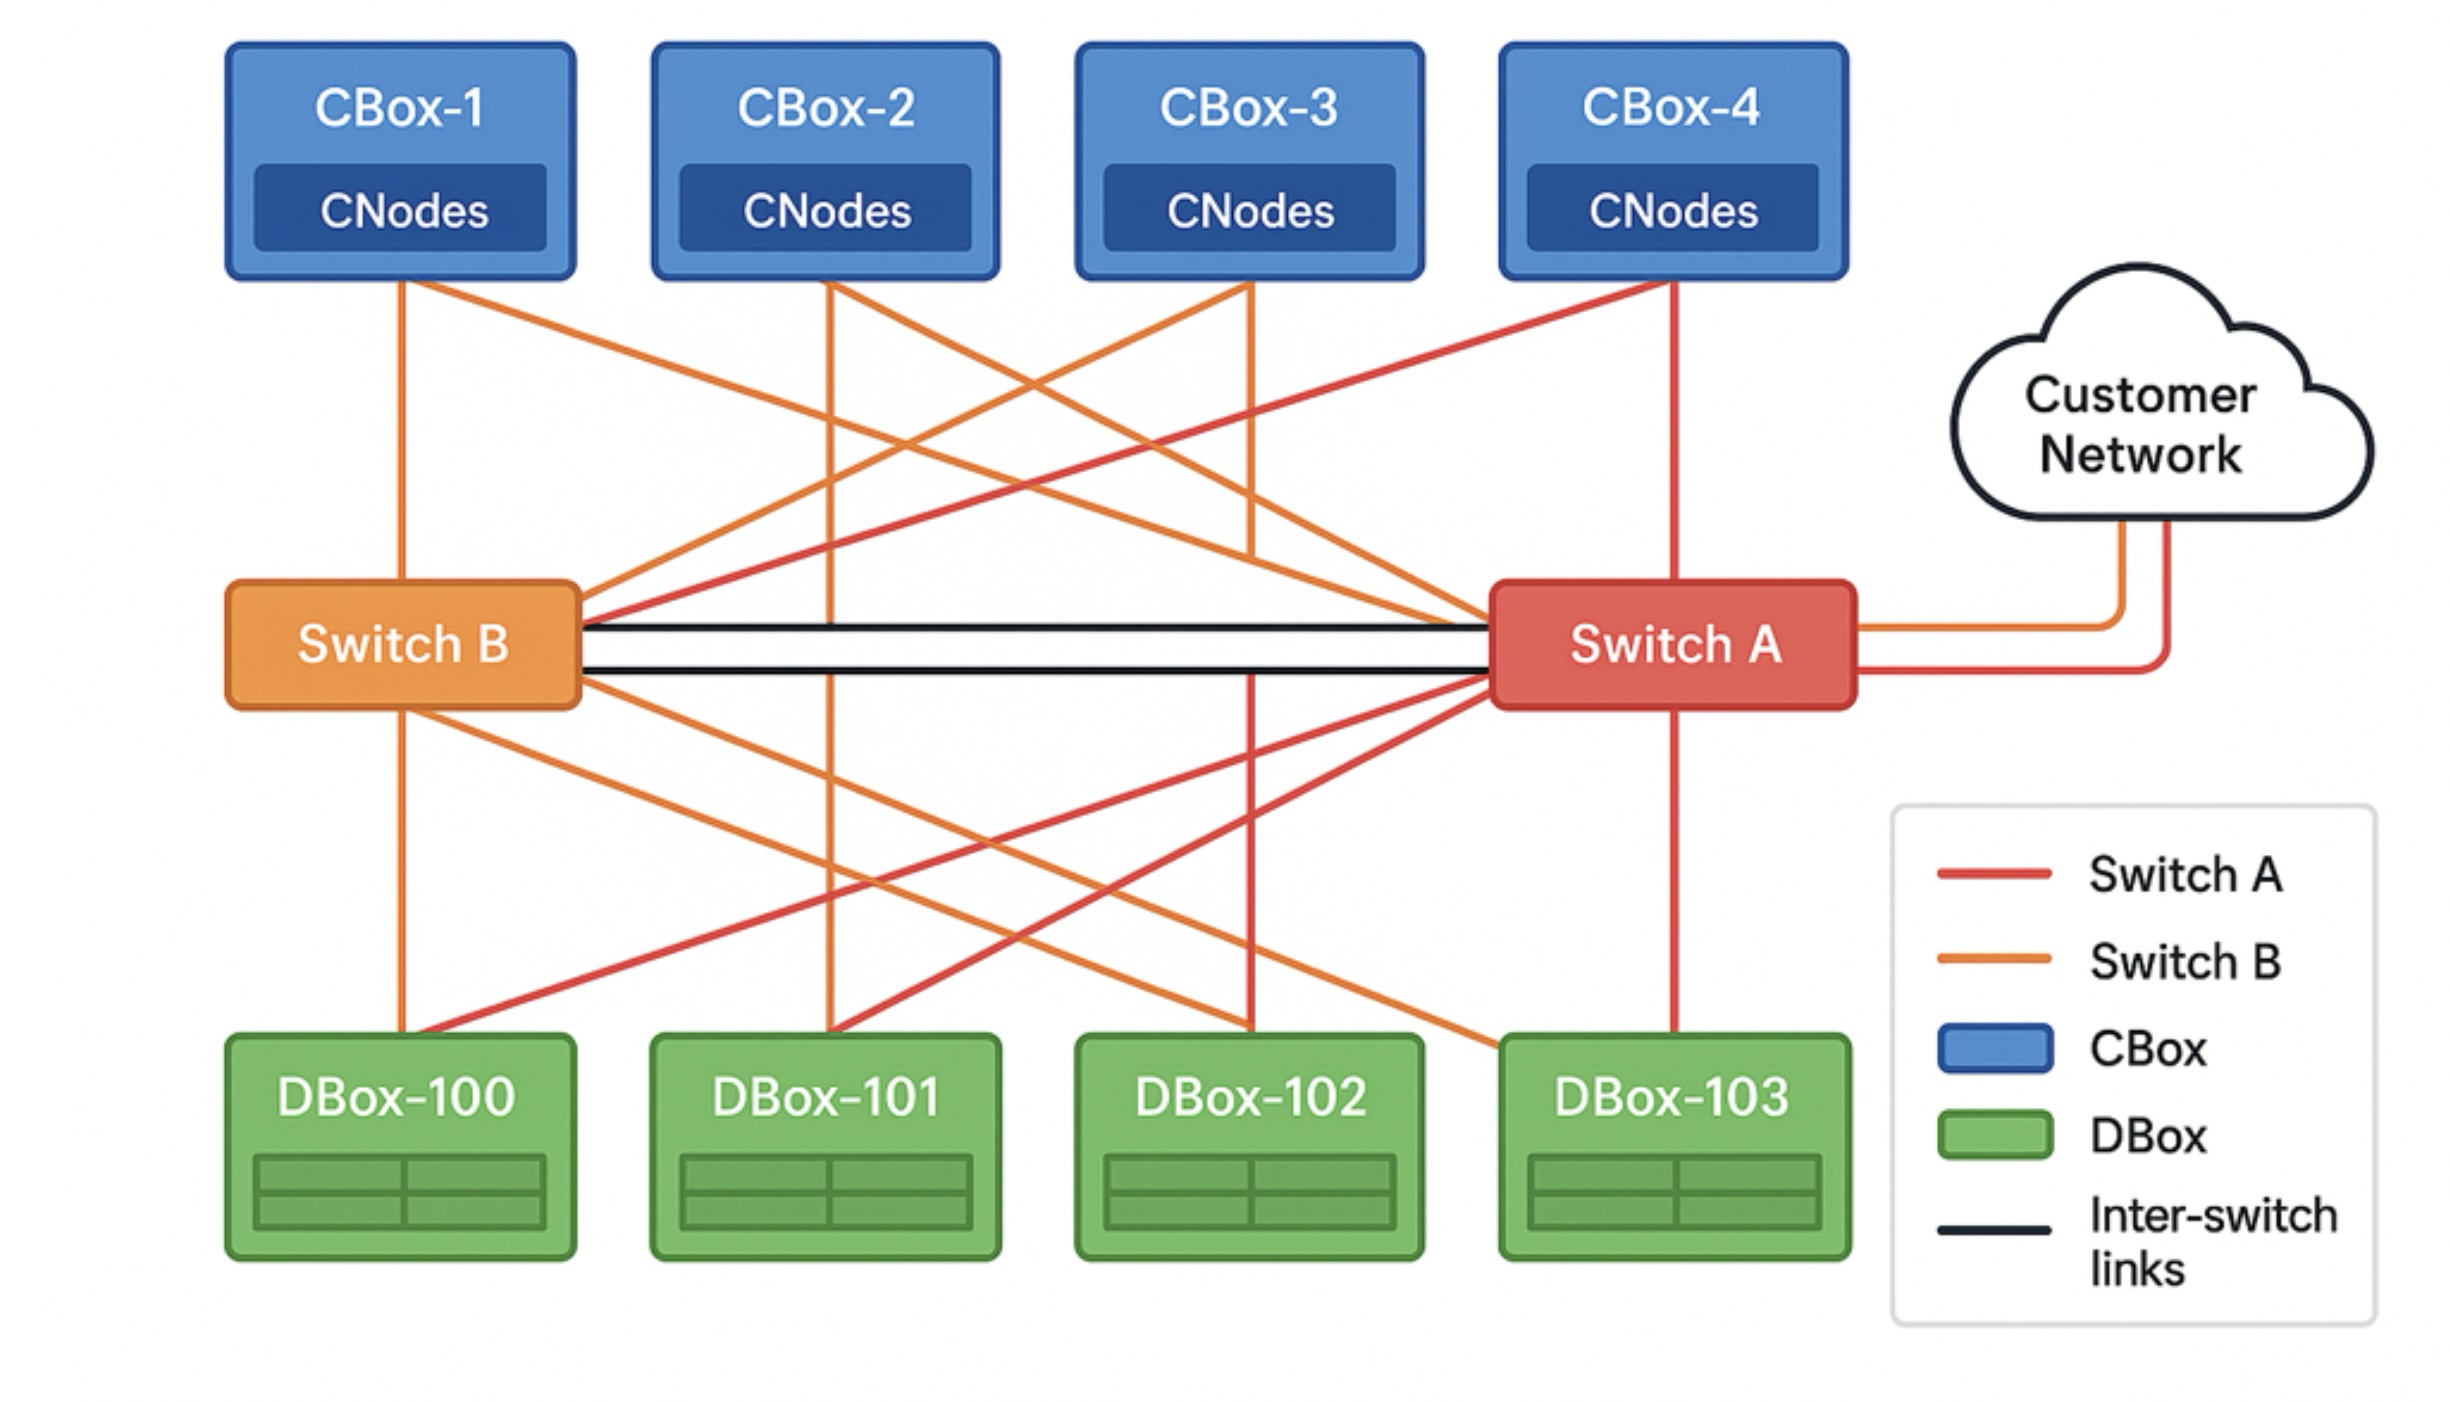 CBox-1
CNodes
CBox-2
CNodes
CBox-3
CNodes
CBox-4
CNodes
Customer
Network
Switch B
Switch A
DBox-100
DBox-101
DBox-102
DBox-103
Switch A
Switch B
CBox
DBox
Inter-switch
links